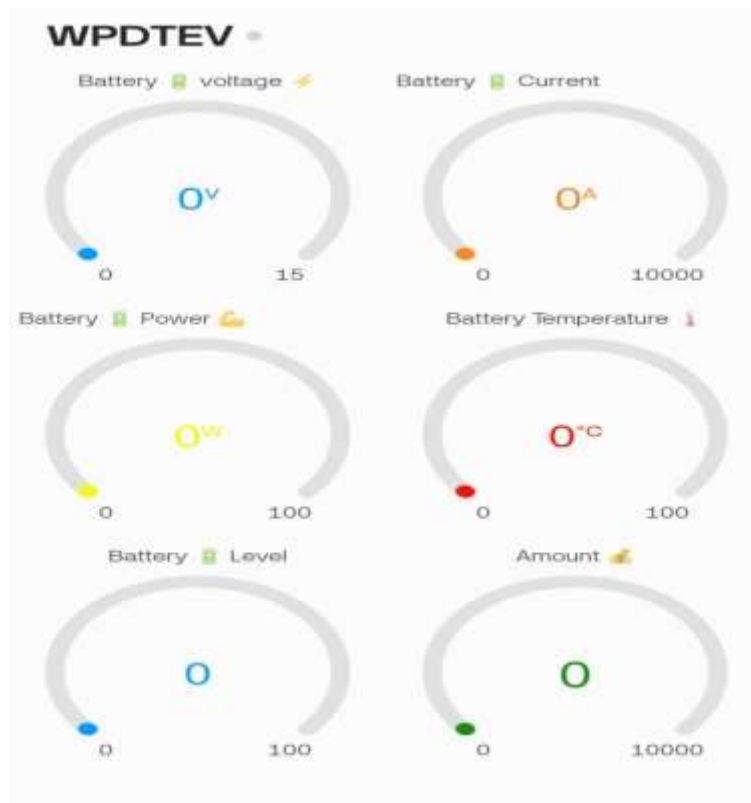 WPDTEV
Battery 🔋 voltage ⚡
Battery 🔋 Current
0V
0A
0 15
0 10000
Battery 🔋 Power 💪
Battery Temperature 🌡️
0W
0°C
0 100
0 100
Battery 🔋 Level
Amount 💰
0
0
0 100
0 10000